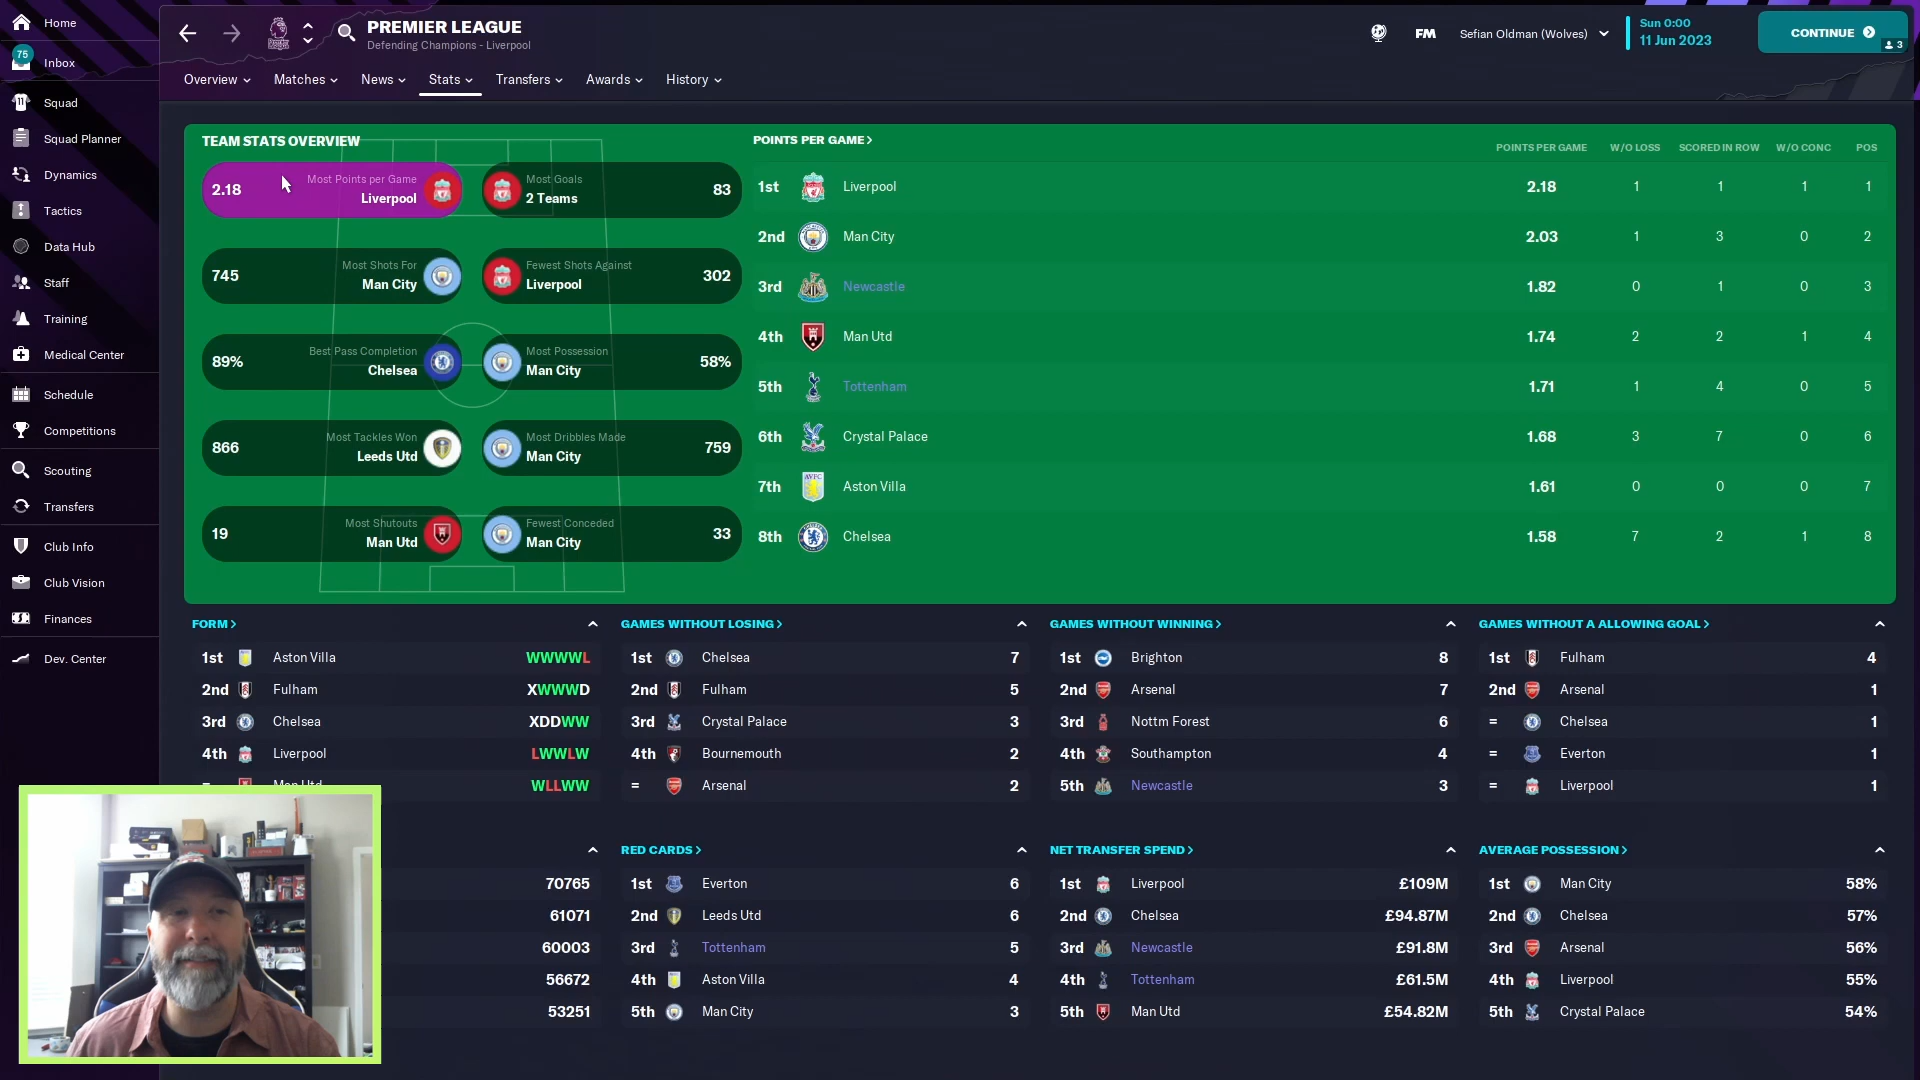 Home
75
Inbox
Squad
Squad Planner
Dynamics
Tactics
Data Hub
Staff
Training
Medical Center
Schedule
Competitions
Scouting
Transfers
Club Info
Club Vision
Finances
Dev. Center
PREMIER LEAGUE
Defending Champions - Liverpool
FM
Sefian Oldman (Wolves)
Sun 0:00
11 Jun 2023
CONTINUE
3
Overview Matches News Stats Transfers Awards History
TEAM STATS OVERVIEW
2.18 Most Points per Game Liverpool
Most Goals 2 Teams 83
745 Most Shots For Man City
Fewest Shots Against Liverpool 302
89% Best Pass Completion Chelsea
Most Possession Man City 58%
866 Most Tackles Won Leeds Utd
Most Dribbles Made Man City 759
19 Most Shutouts Man Utd
Fewest Conceded Man City 33
POINTS PER GAME >
POINTS PER GAME W/O LOSS SCORED IN ROW W/O CONC POS
1st Liverpool 2.18 1 1 1 1
2nd Man City 2.03 1 3 0 2
3rd Newcastle 1.82 0 1 0 3
4th Man Utd 1.74 2 2 1 4
5th Tottenham 1.71 1 4 0 5
6th Crystal Palace 1.68 3 7 0 6
7th Aston Villa 1.61 0 0 0 7
8th Chelsea 1.58 7 2 1 8
FORM >
1st Aston Villa WWWWL
2nd Fulham XWWWD
3rd Chelsea XDDWW
4th Liverpool LWWLW
= Man Utd WLLWW
GAMES WITHOUT LOSING >
1st Chelsea 7
2nd Fulham 5
3rd Crystal Palace 3
4th Bournemouth 2
= Arsenal 2
GAMES WITHOUT WINNING >
1st Brighton 8
2nd Arsenal 7
3rd Nottm Forest 6
4th Southampton 4
5th Newcastle 3
GAMES WITHOUT A ALLOWING GOAL >
1st Fulham 4
2nd Arsenal 1
= Chelsea 1
= Everton 1
= Liverpool 1
70765
61071
60003
56672
53251
RED CARDS >
1st Everton 6
2nd Leeds Utd 6
3rd Tottenham 5
4th Aston Villa 4
5th Man City 3
NET TRANSFER SPEND >
1st Liverpool £109M
2nd Chelsea £94.87M
3rd Newcastle £91.8M
4th Tottenham £61.5M
5th Man Utd £54.82M
AVERAGE POSSESSION >
1st Man City 58%
2nd Chelsea 57%
3rd Arsenal 56%
4th Liverpool 55%
5th Crystal Palace 54%